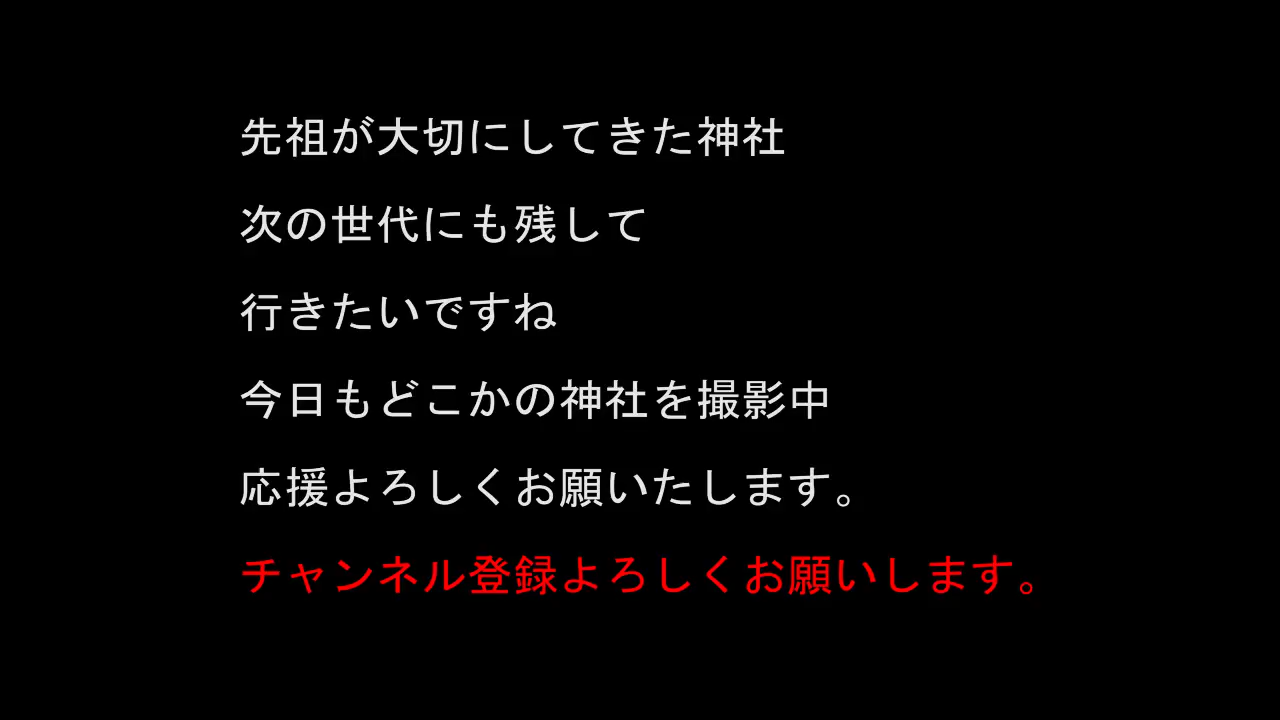 先祖が大切にしてきた神社
次の世代にも残して
行きたいですね
今日もどこかの神社を撮影中
応援よろしくお願いたします。
チャンネル登録よろしくお願いします。